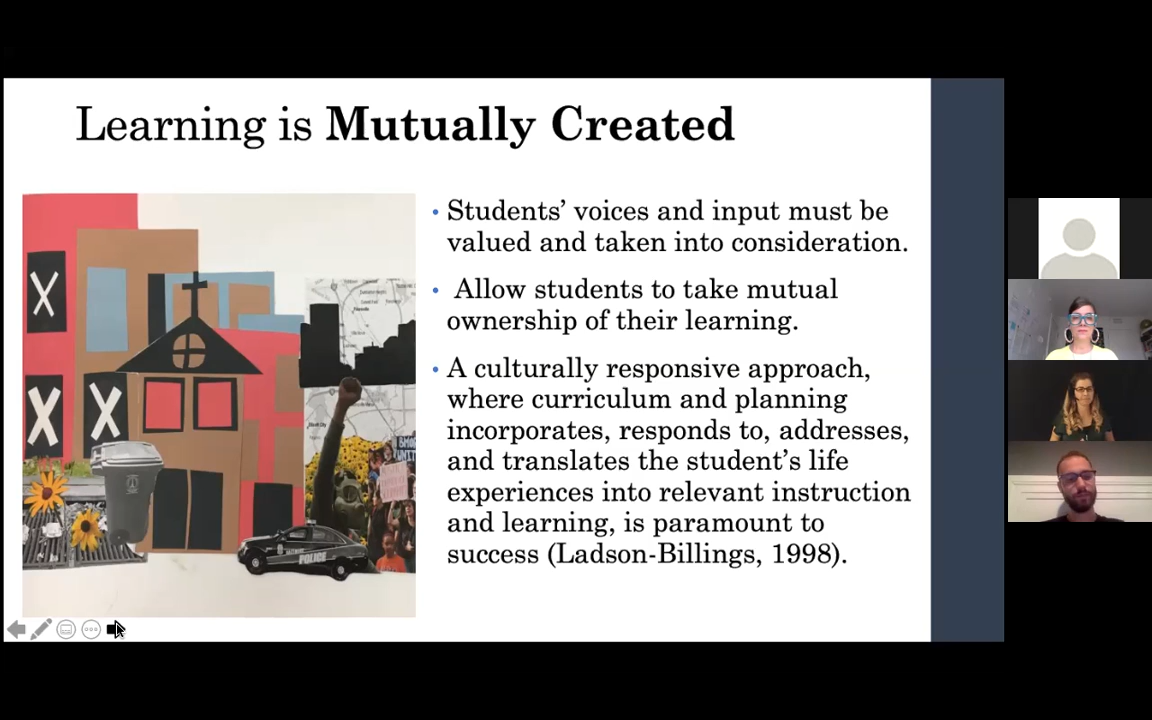 Learning is Mutually Created
• Students’ voices and input must be
valued and taken into consideration.
• Allow students to take mutual
ownership of their learning.
• A culturally responsive approach,
where curriculum and planning
incorporates, responds to, addresses,
and translates the student’s life
experiences into relevant instruction
and learning, is paramount to
success (Ladson-Billings, 1998).
X
X X
POLICE